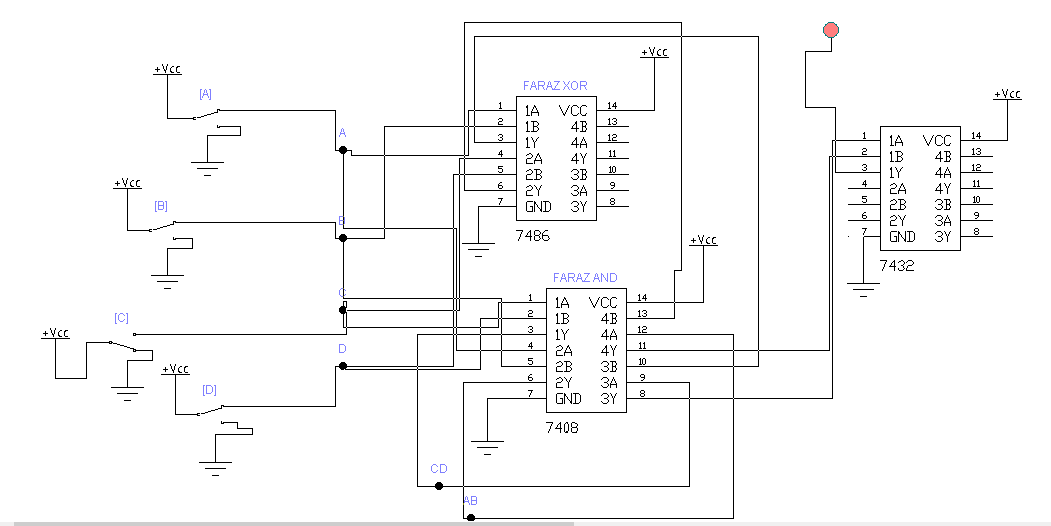 +Vcc
[A]
A
+Vcc
[B]
B
C
[C]
+Vcc
D
+Vcc
[D]
CD
AB
FARAZ XOR
+Vcc
1 1A VCC 14
2 1B 4B 13
3 1Y 4A 12
4 2A 4Y 11
5 2B 3B 10
6 2Y 3A 9
7 GND 3Y 8
7486
+Vcc
FARAZ AND
1 1A VCC 14
2 1B 4B 13
3 1Y 4A 12
4 2A 4Y 11
5 2B 3B 10
6 2Y 3A 9
7 GND 3Y 8
7408
+Vcc
1 1A VCC 14
2 1B 4B 13
3 1Y 4A 12
4 2A 4Y 11
5 2B 3B 10
6 2Y 3A 9
7 GND 3Y 8
7432